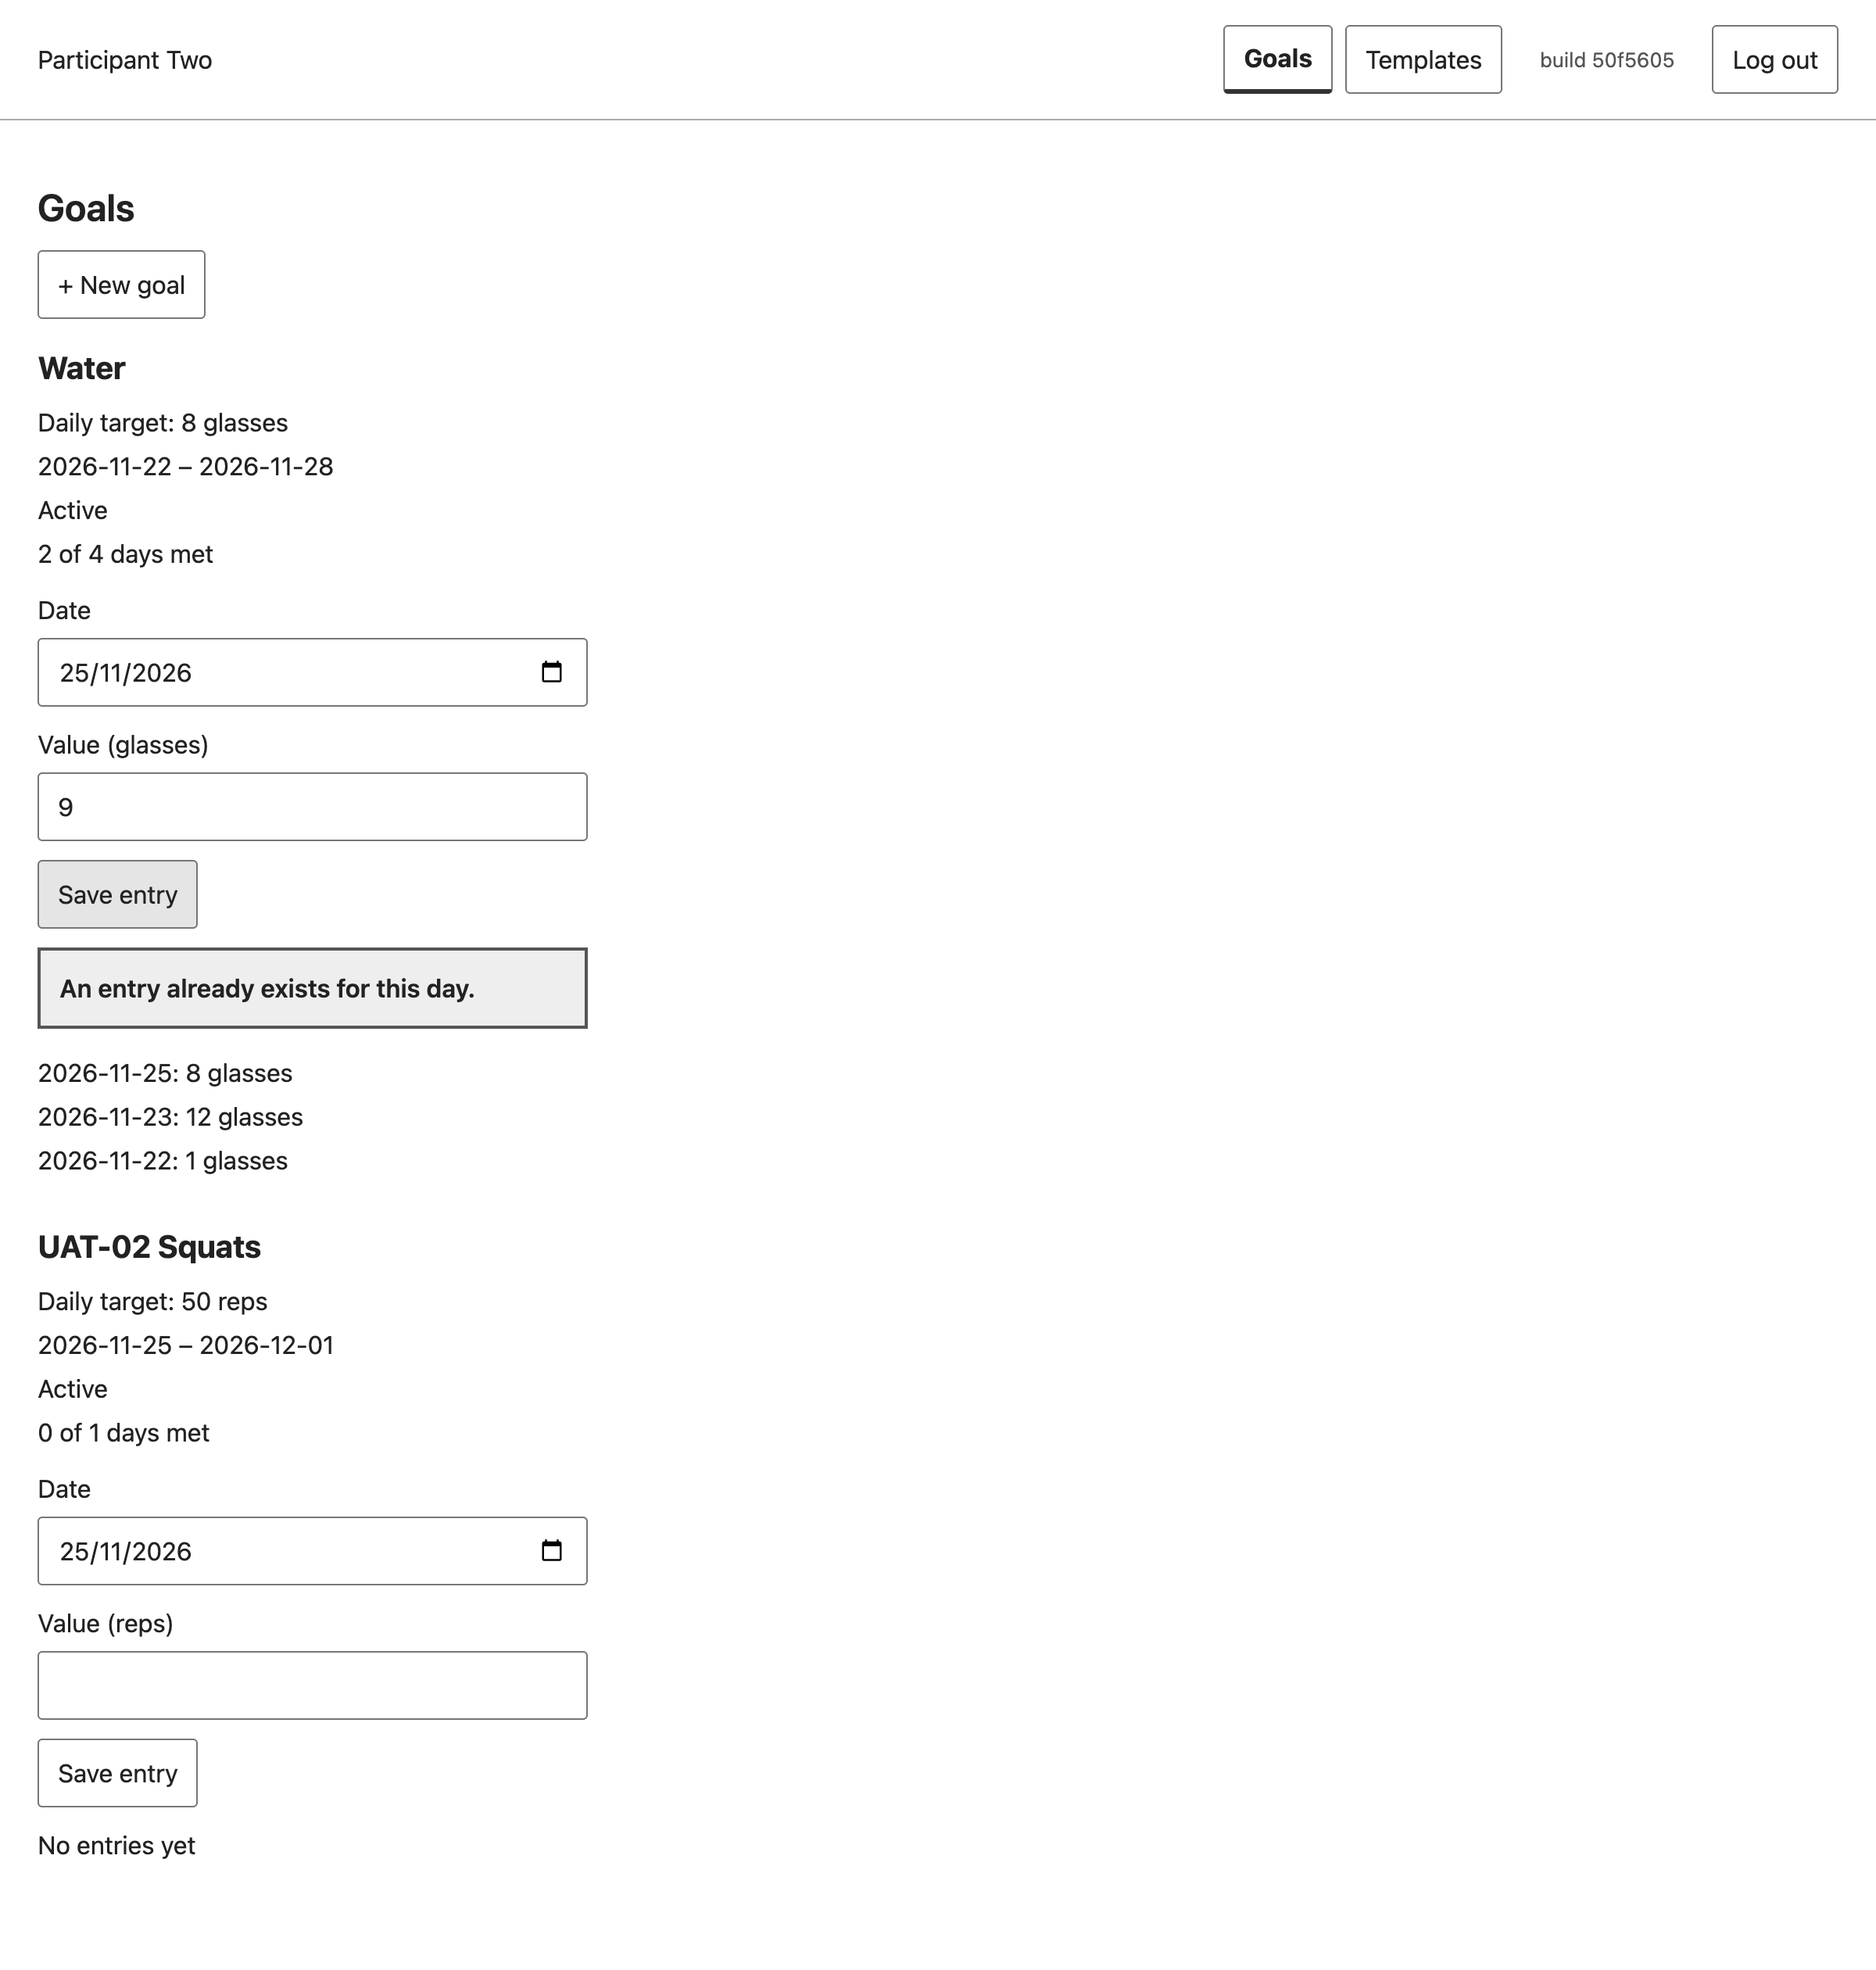 Participant Two
Goals
Templates
build 50f5605
Log out
Goals
+ New goal
Water
Daily target: 8 glasses
2026-11-22 – 2026-11-28
Active
2 of 4 days met
Date
25/11/2026
Value (glasses)
9
Save entry
An entry already exists for this day.
2026-11-25: 8 glasses
2026-11-23: 12 glasses
2026-11-22: 1 glasses
UAT-02 Squats
Daily target: 50 reps
2026-11-25 – 2026-12-01
Active
0 of 1 days met
Date
25/11/2026
Value (reps)
Save entry
No entries yet